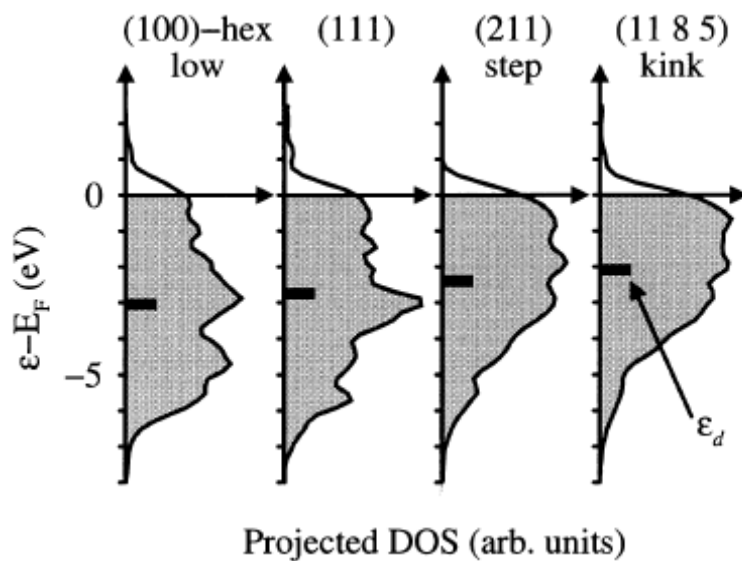 (100)−hex (111) (211) (11 8 5)
low step kink
0
ε−E_F (eV)
−5
ε_d
Projected DOS (arb. units)